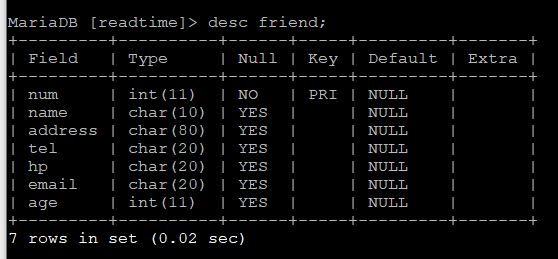 MariaDB [readtime]> desc friend;
+---------+----------+------+-----+---------+-------+
| Field   | Type     | Null | Key | Default | Extra |
+---------+----------+------+-----+---------+-------+
| num     | int(11)  | NO   | PRI | NULL    |       |
| name    | char(10) | YES  |     | NULL    |       |
| address | char(80) | YES  |     | NULL    |       |
| tel     | char(20) | YES  |     | NULL    |       |
| hp      | char(20) | YES  |     | NULL    |       |
| email   | char(20) | YES  |     | NULL    |       |
| age     | int(11)  | YES  |     | NULL    |       |
+---------+----------+------+-----+---------+-------+
7 rows in set (0.02 sec)